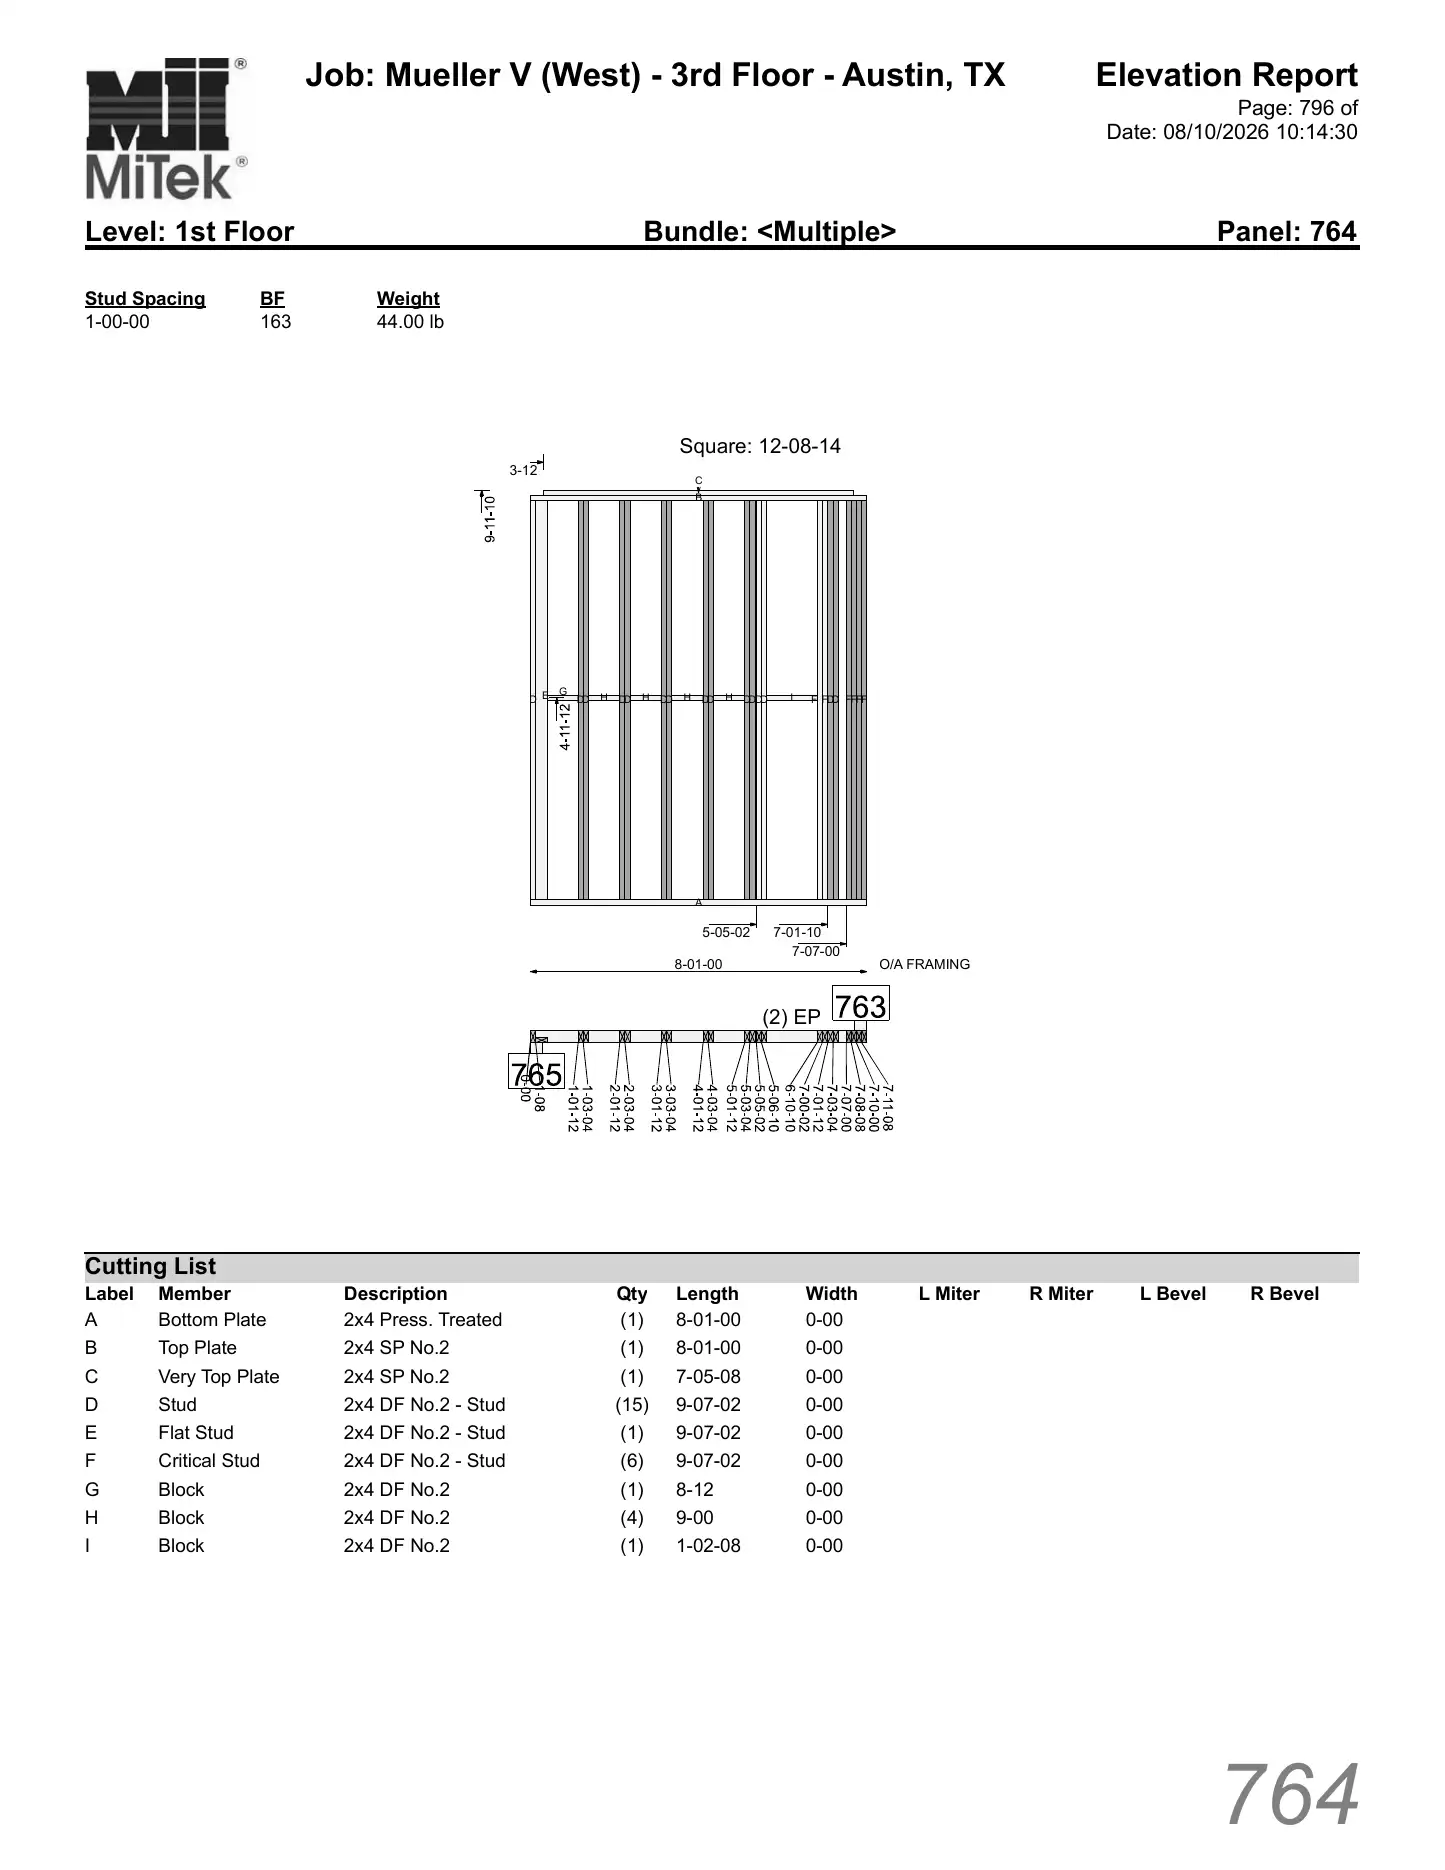 MiTek®
Job: Mueller V (West) - 3rd Floor - Austin, TX
Elevation Report
Page: 796 of
Date: 08/10/2026 10:14:30
Level: 1st Floor Bundle: <Multiple> Panel: 764
Stud Spacing BF Weight
1-00-00 163 44.00 lb
Square: 12-08-14
3-12
C
B
9-11-10
D E G D D H D D H D D H D D H D D D D I F F D D F F F F
4-11-12
A
5-05-02 7-01-10
7-07-00
8-01-00 O/A FRAMING
(2) EP 763
765
0-00
1-08
1-01-12
1-03-04
2-01-12
2-03-04
3-01-12
3-03-04
4-01-12
4-03-04
5-01-12
5-03-04
5-05-02
5-06-10
6-10-10
7-00-02
7-01-12
7-03-04
7-07-00
7-08-08
7-10-00
7-11-08
Cutting List
Label Member Description Qty Length Width L Miter R Miter L Bevel R Bevel
A Bottom Plate 2x4 Press. Treated (1) 8-01-00 0-00
B Top Plate 2x4 SP No.2 (1) 8-01-00 0-00
C Very Top Plate 2x4 SP No.2 (1) 7-05-08 0-00
D Stud 2x4 DF No.2 - Stud (15) 9-07-02 0-00
E Flat Stud 2x4 DF No.2 - Stud (1) 9-07-02 0-00
F Critical Stud 2x4 DF No.2 - Stud (6) 9-07-02 0-00
G Block 2x4 DF No.2 (1) 8-12 0-00
H Block 2x4 DF No.2 (4) 9-00 0-00
I Block 2x4 DF No.2 (1) 1-02-08 0-00
764